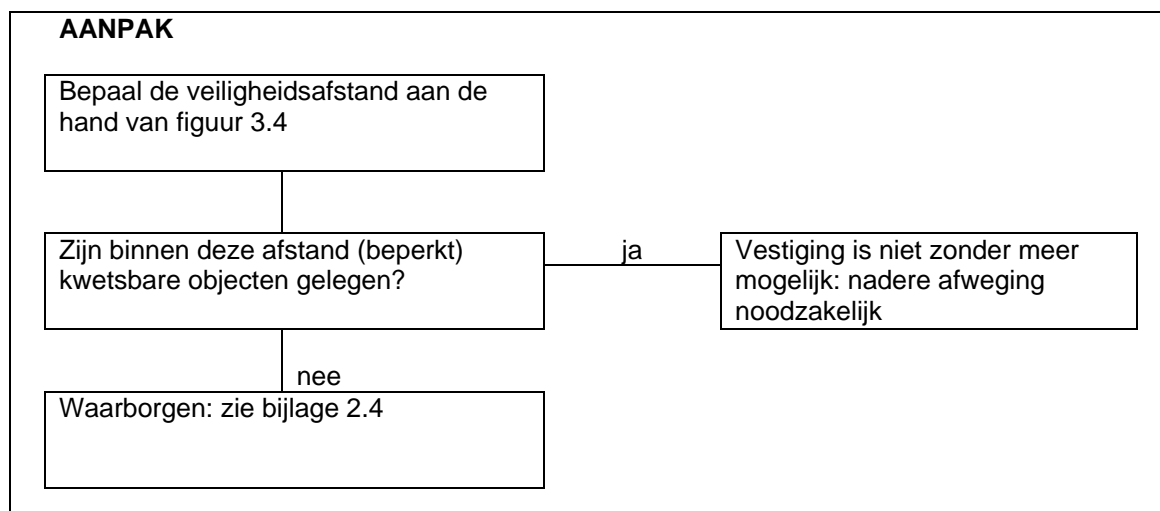 AANPAK
Bepaal de veiligheidsafstand aan de
hand van figuur 3.4
Zijn binnen deze afstand (beperkt)
kwetsbare objecten gelegen?
ja
Vestiging is niet zonder meer
mogelijk: nadere afweging
noodzakelijk
nee
Waarborgen: zie bijlage 2.4